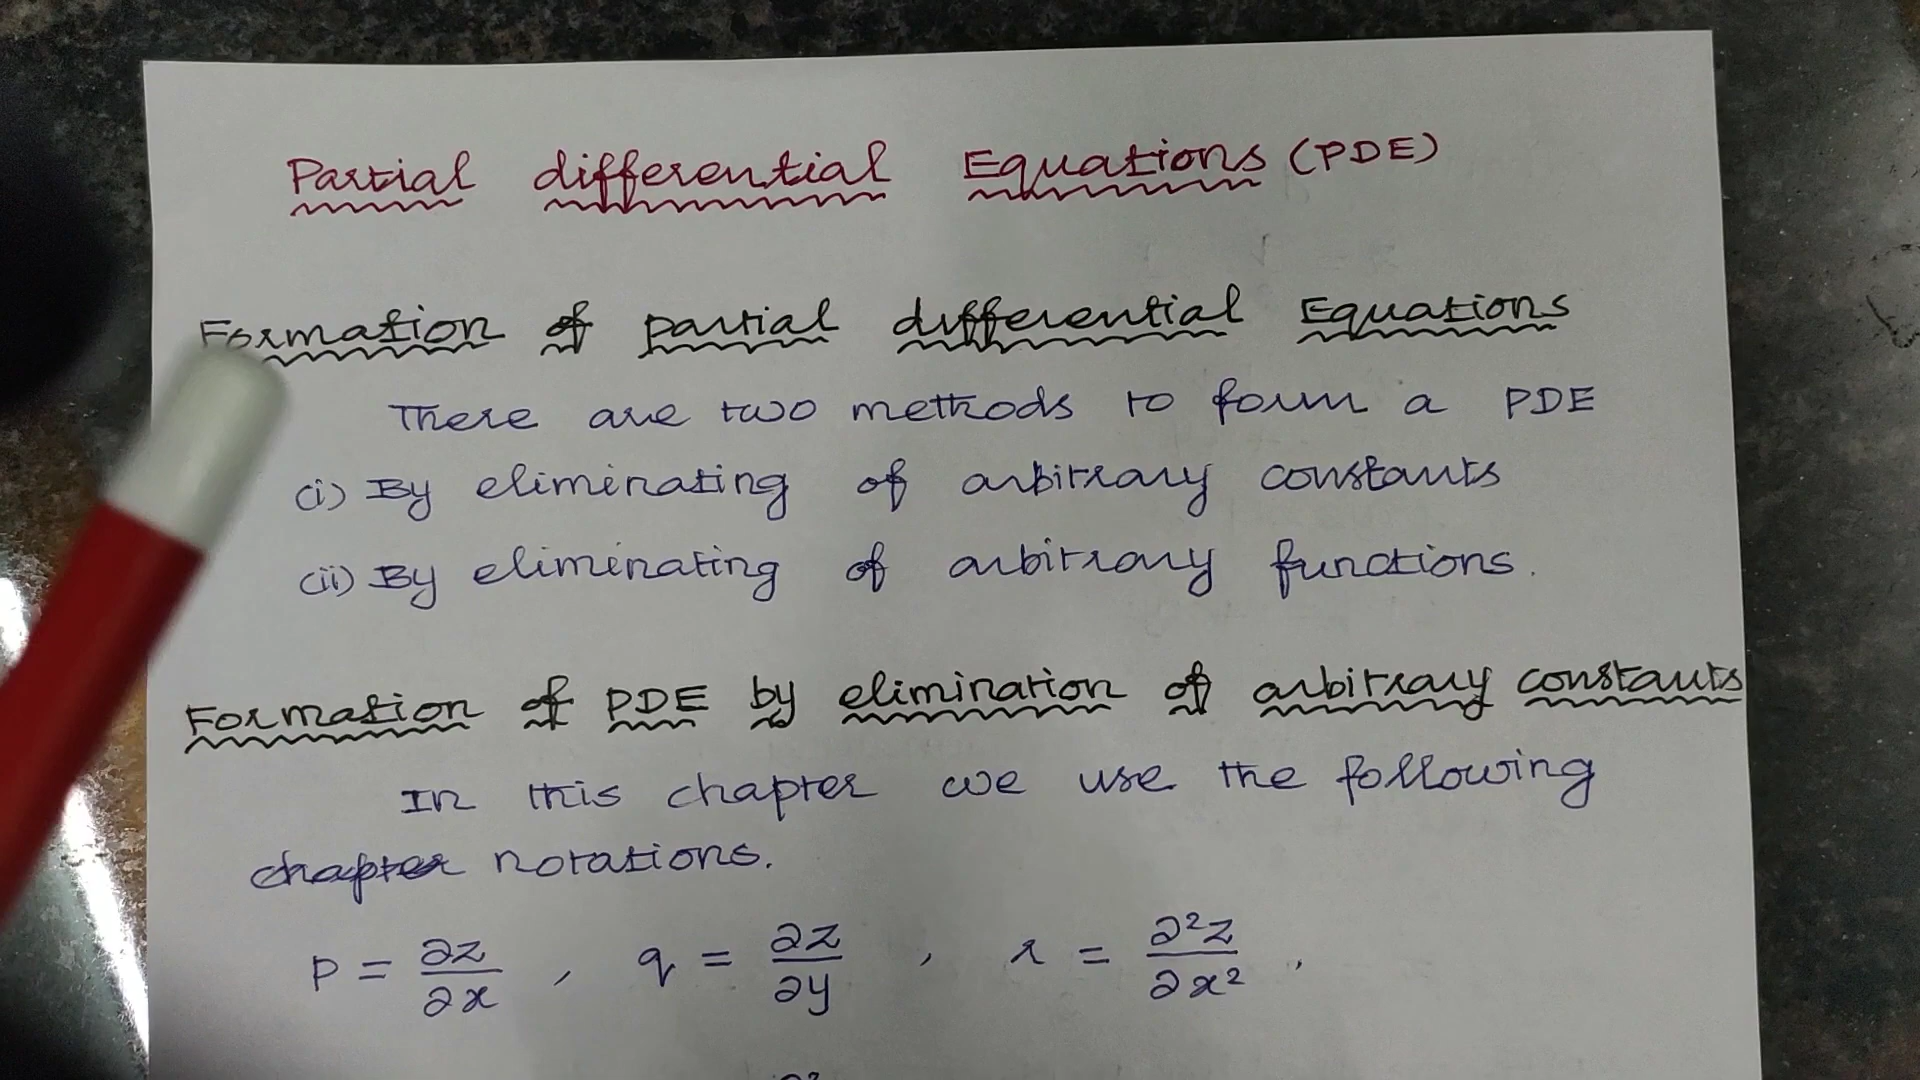 Partial differential Equations (PDE)
Formation of partial differential Equations
There are two methods to form a PDE
(i) By eliminating of arbitrary constants
(ii) By eliminating of arbitrary functions.
Formation of PDE by elimination of arbitrary constants
In this chapter we use the following
chapter notations.
p = ∂z/∂x , q = ∂z/∂y , r = ∂²z/∂x² ,